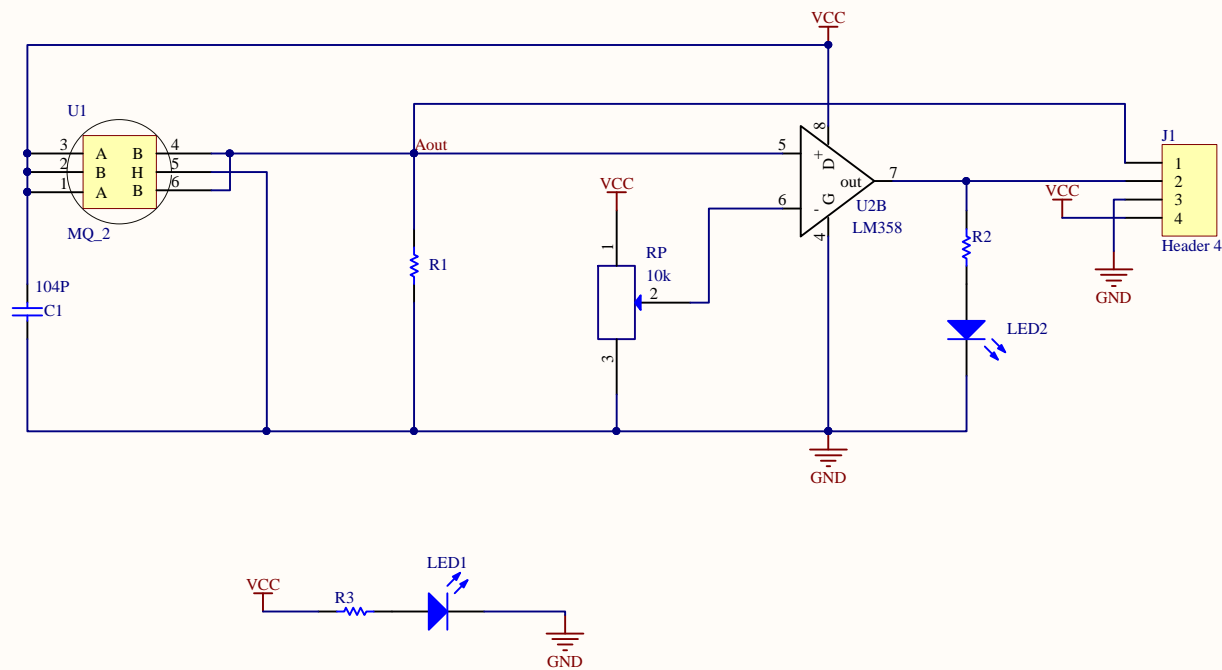 VCC
U1
3 A B 4
2 B H 5
1 A B 6
MQ_2
Aout
5
+
8
D
out
7
6
-
G
4
U2B
LM358
J1
1
2
3
4
Header 4
VCC
GND
VCC
1
RP
10k
2
3
R1
R2
LED2
104P
C1
GND
LED1
VCC
R3
GND